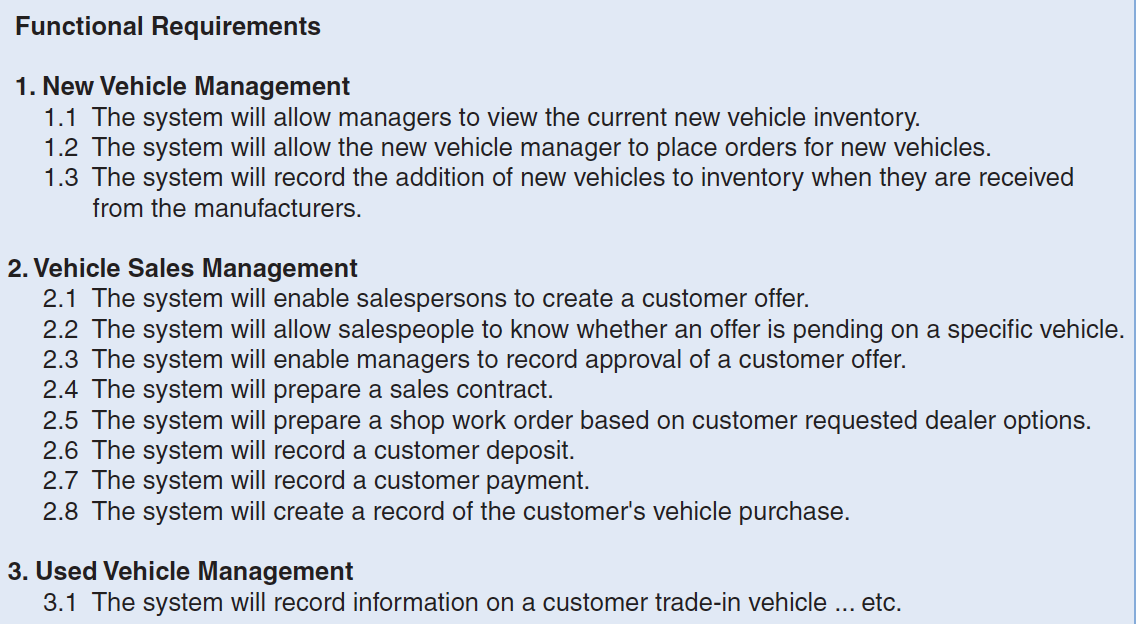 Functional Requirements
1. New Vehicle Management
1.1 The system will allow managers to view the current new vehicle inventory.
1.2 The system will allow the new vehicle manager to place orders for new vehicles.
1.3 The system will record the addition of new vehicles to inventory when they are received
from the manufacturers.
2. Vehicle Sales Management
2.1 The system will enable salespersons to create a customer offer.
2.2 The system will allow salespeople to know whether an offer is pending on a specific vehicle.
2.3 The system will enable managers to record approval of a customer offer.
2.4 The system will prepare a sales contract.
2.5 The system will prepare a shop work order based on customer requested dealer options.
2.6 The system will record a customer deposit.
2.7 The system will record a customer payment.
2.8 The system will create a record of the customer's vehicle purchase.
3. Used Vehicle Management
3.1 The system will record information on a customer trade-in vehicle ... etc.